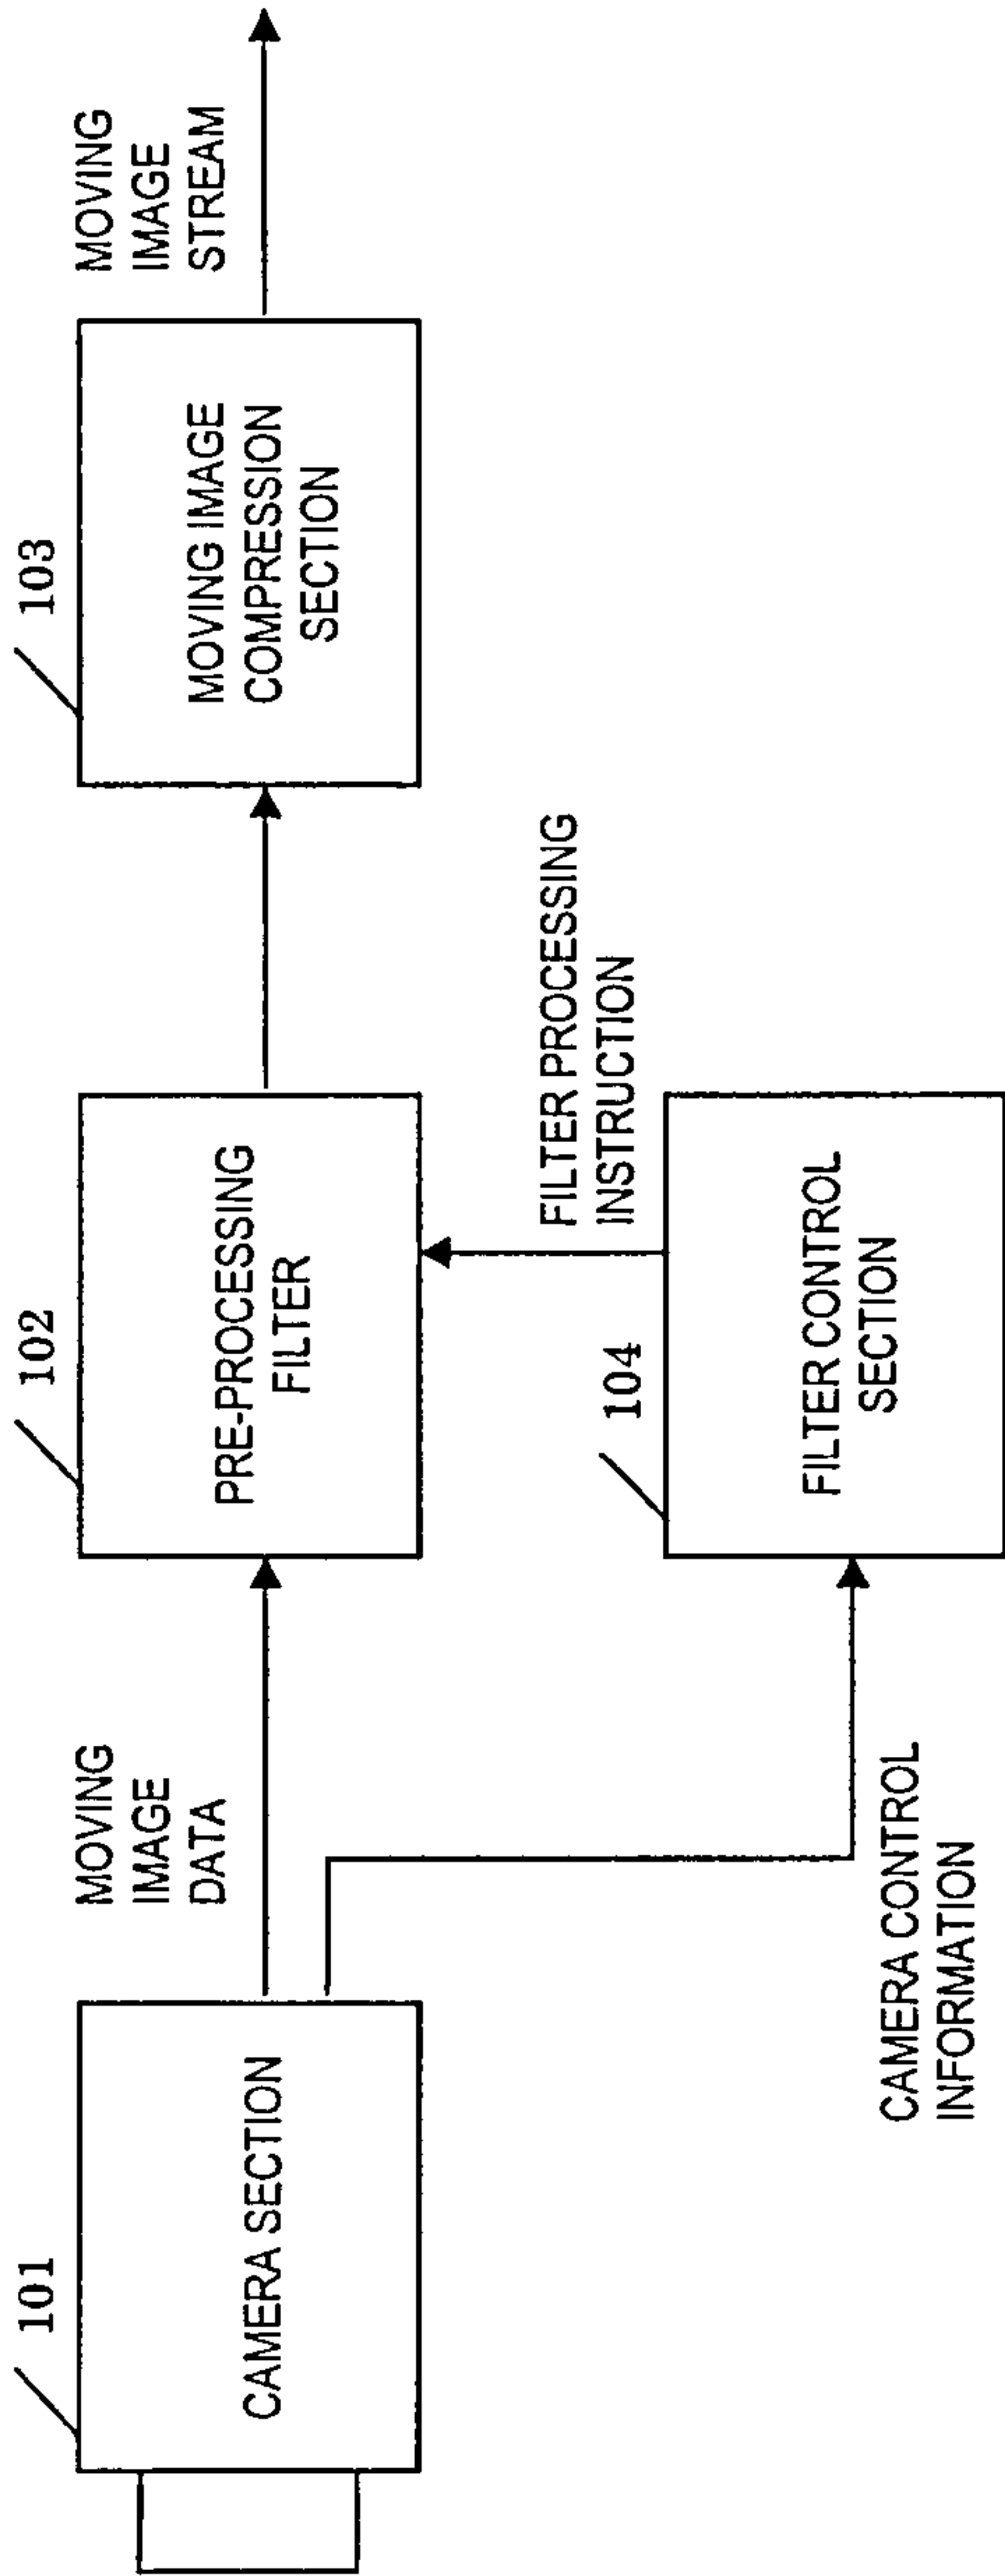 101
CAMERA SECTION
MOVING
IMAGE
DATA
CAMERA CONTROL
INFORMATION
102
PRE-PROCESSING
FILTER
FILTER PROCESSING
INSTRUCTION
104
FILTER CONTROL
SECTION
103
MOVING IMAGE
COMPRESSION
SECTION
MOVING
IMAGE
STREAM